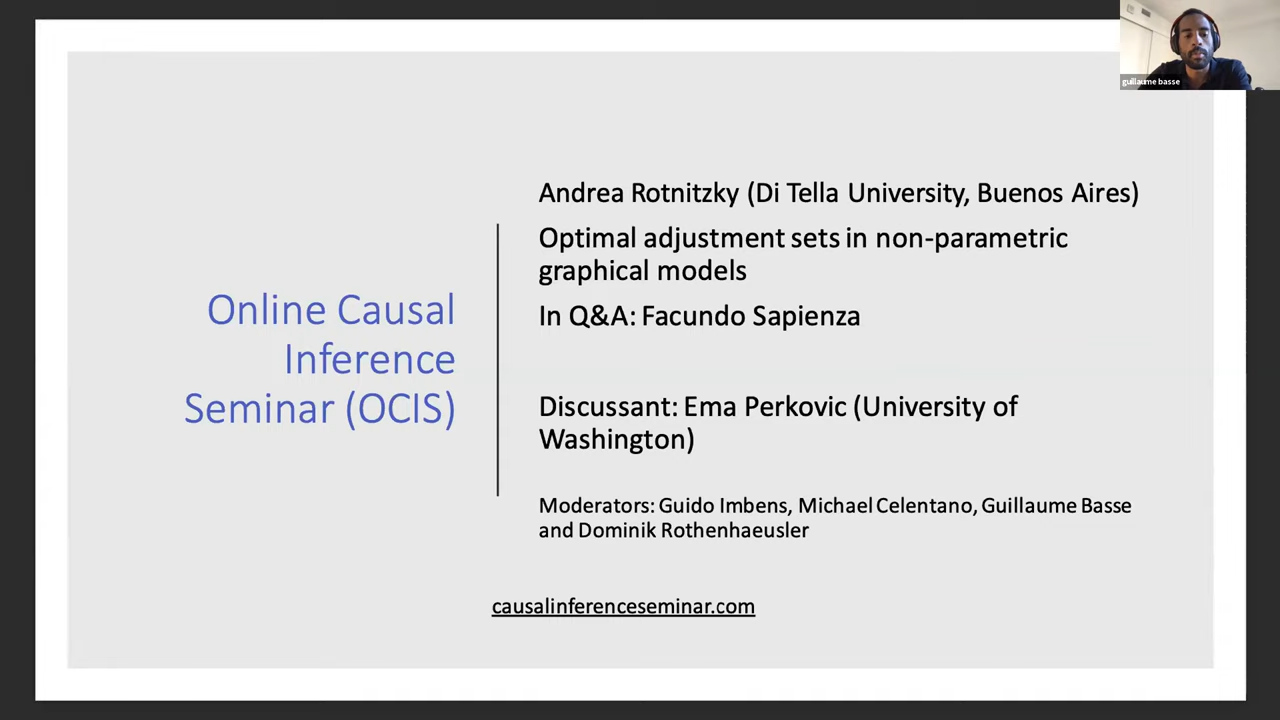 guillaume basse
Andrea Rotnitzky (Di Tella University, Buenos Aires)
Optimal adjustment sets in non-parametric
graphical models
In Q&A: Facundo Sapienza
Online Causal
Inference
Seminar (OCIS)
Discussant: Ema Perkovic (University of
Washington)
Moderators: Guido Imbens, Michael Celentano, Guillaume Basse
and Dominik Rothenhaeusler
causalinferenceseminar.com